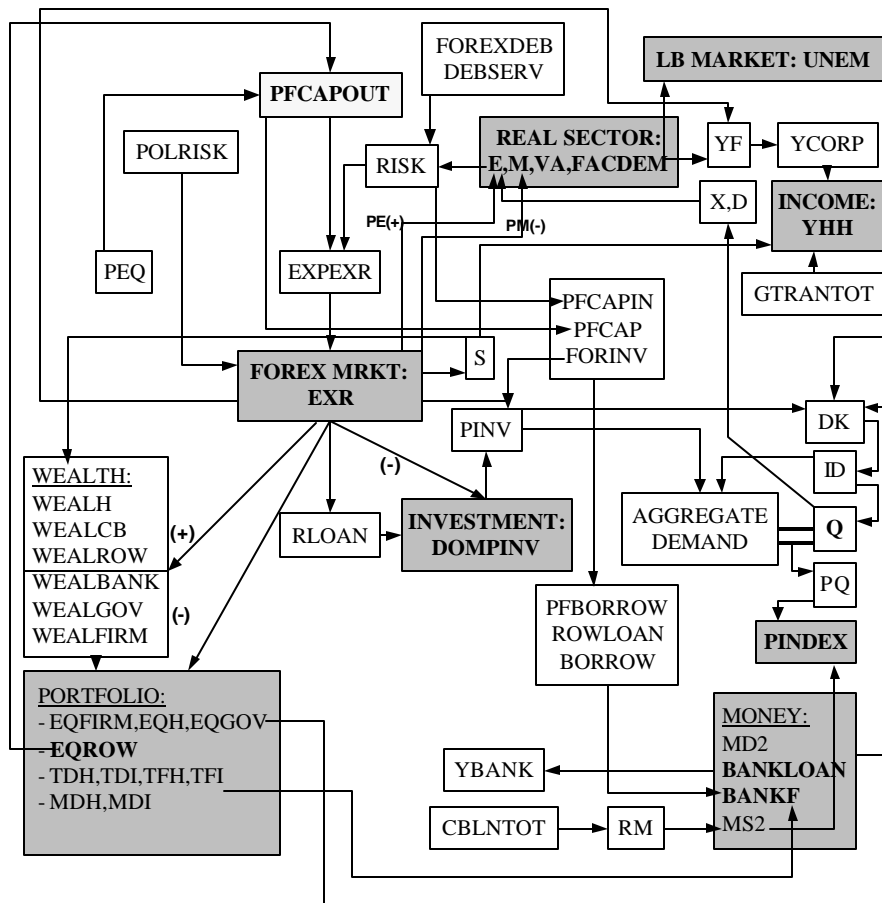 FOREXDEB
DEBSERV
LB MARKET: UNEM
PFCAPOUT
REAL SECTOR:
E,M,VA,FACDEM
YF
YCORP
POLRISK
RISK
X,D
INCOME:
YHH
PE(+)
PM(-)
PEQ
EXPEXR
GTRANTOT
PFCAPIN
PFCAP
FORINV
S
FOREX MRKT:
EXR
PINV
DK
(-)
ID
WEALTH:
WEALH
WEALCB
WEALROW
WEALBANK
WEALGOV
WEALFIRM
(+)
(-)
RLOAN
INVESTMENT:
DOMPINV
AGGREGATE
DEMAND
Q
PQ
PFBORROW
ROWLOAN
BORROW
PINDEX
PORTFOLIO:
- EQFIRM,EQH,EQGOV
- EQROW
- TDH,TDI,TFH,TFI
- MDH,MDI
MONEY:
MD2
BANKLOAN
BANKF
MS2
YBANK
CBLNTOT
RM